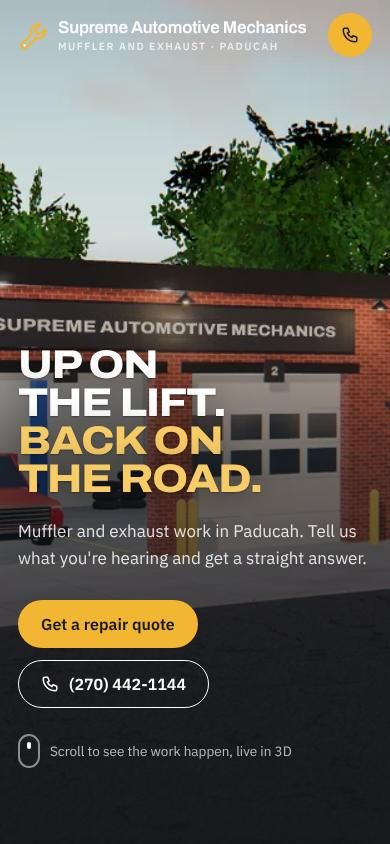 Supreme Automotive Mechanics
MUFFLER AND EXHAUST · PADUCAH
SUPREME AUTOMOTIVE MECHANICS
2
UP ON
THE LIFT.
BACK ON
THE ROAD.
Muffler and exhaust work in Paducah. Tell us
what you're hearing and get a straight answer.
Get a repair quote
(270) 442-1144
Scroll to see the work happen, live in 3D